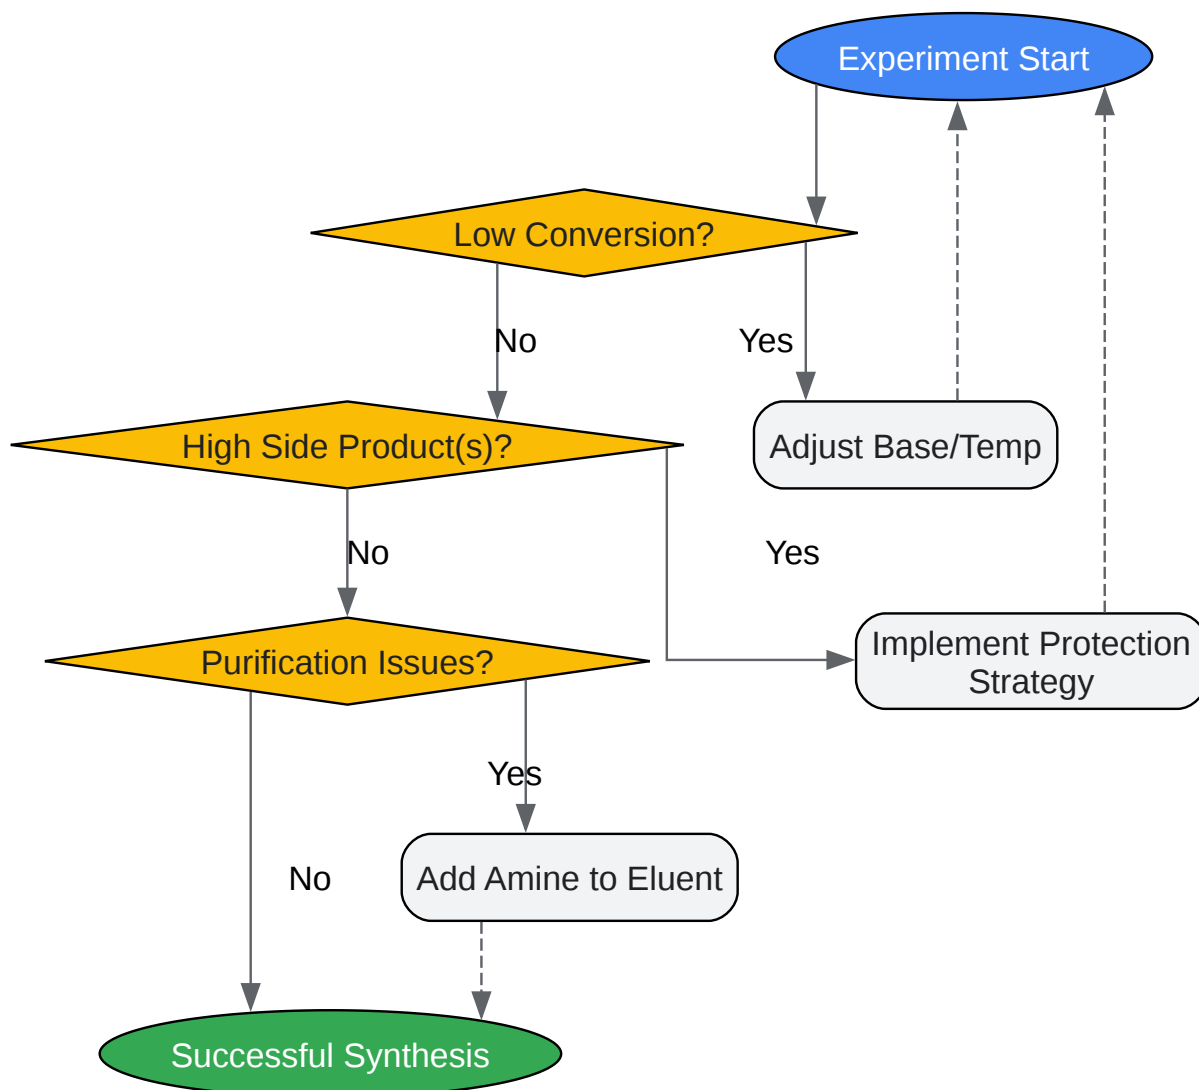 Experiment Start
Low Conversion?
No
Yes
High Side Product(s)?
Adjust Base/Temp
No
Yes
Purification Issues?
Implement Protection
Strategy
Yes
No
Add Amine to Eluent
Successful Synthesis